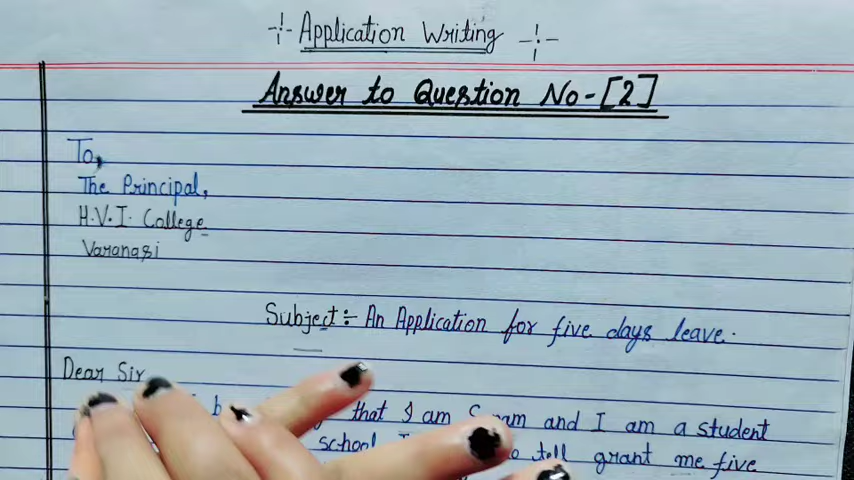 Application Writing
Answer to Question No-[2]
To,
The Principal,
H.V.I. College
Varanasi
Subject:- An Application for five days leave.
Dear Sir
that I am and I am a student
school tell grant me five